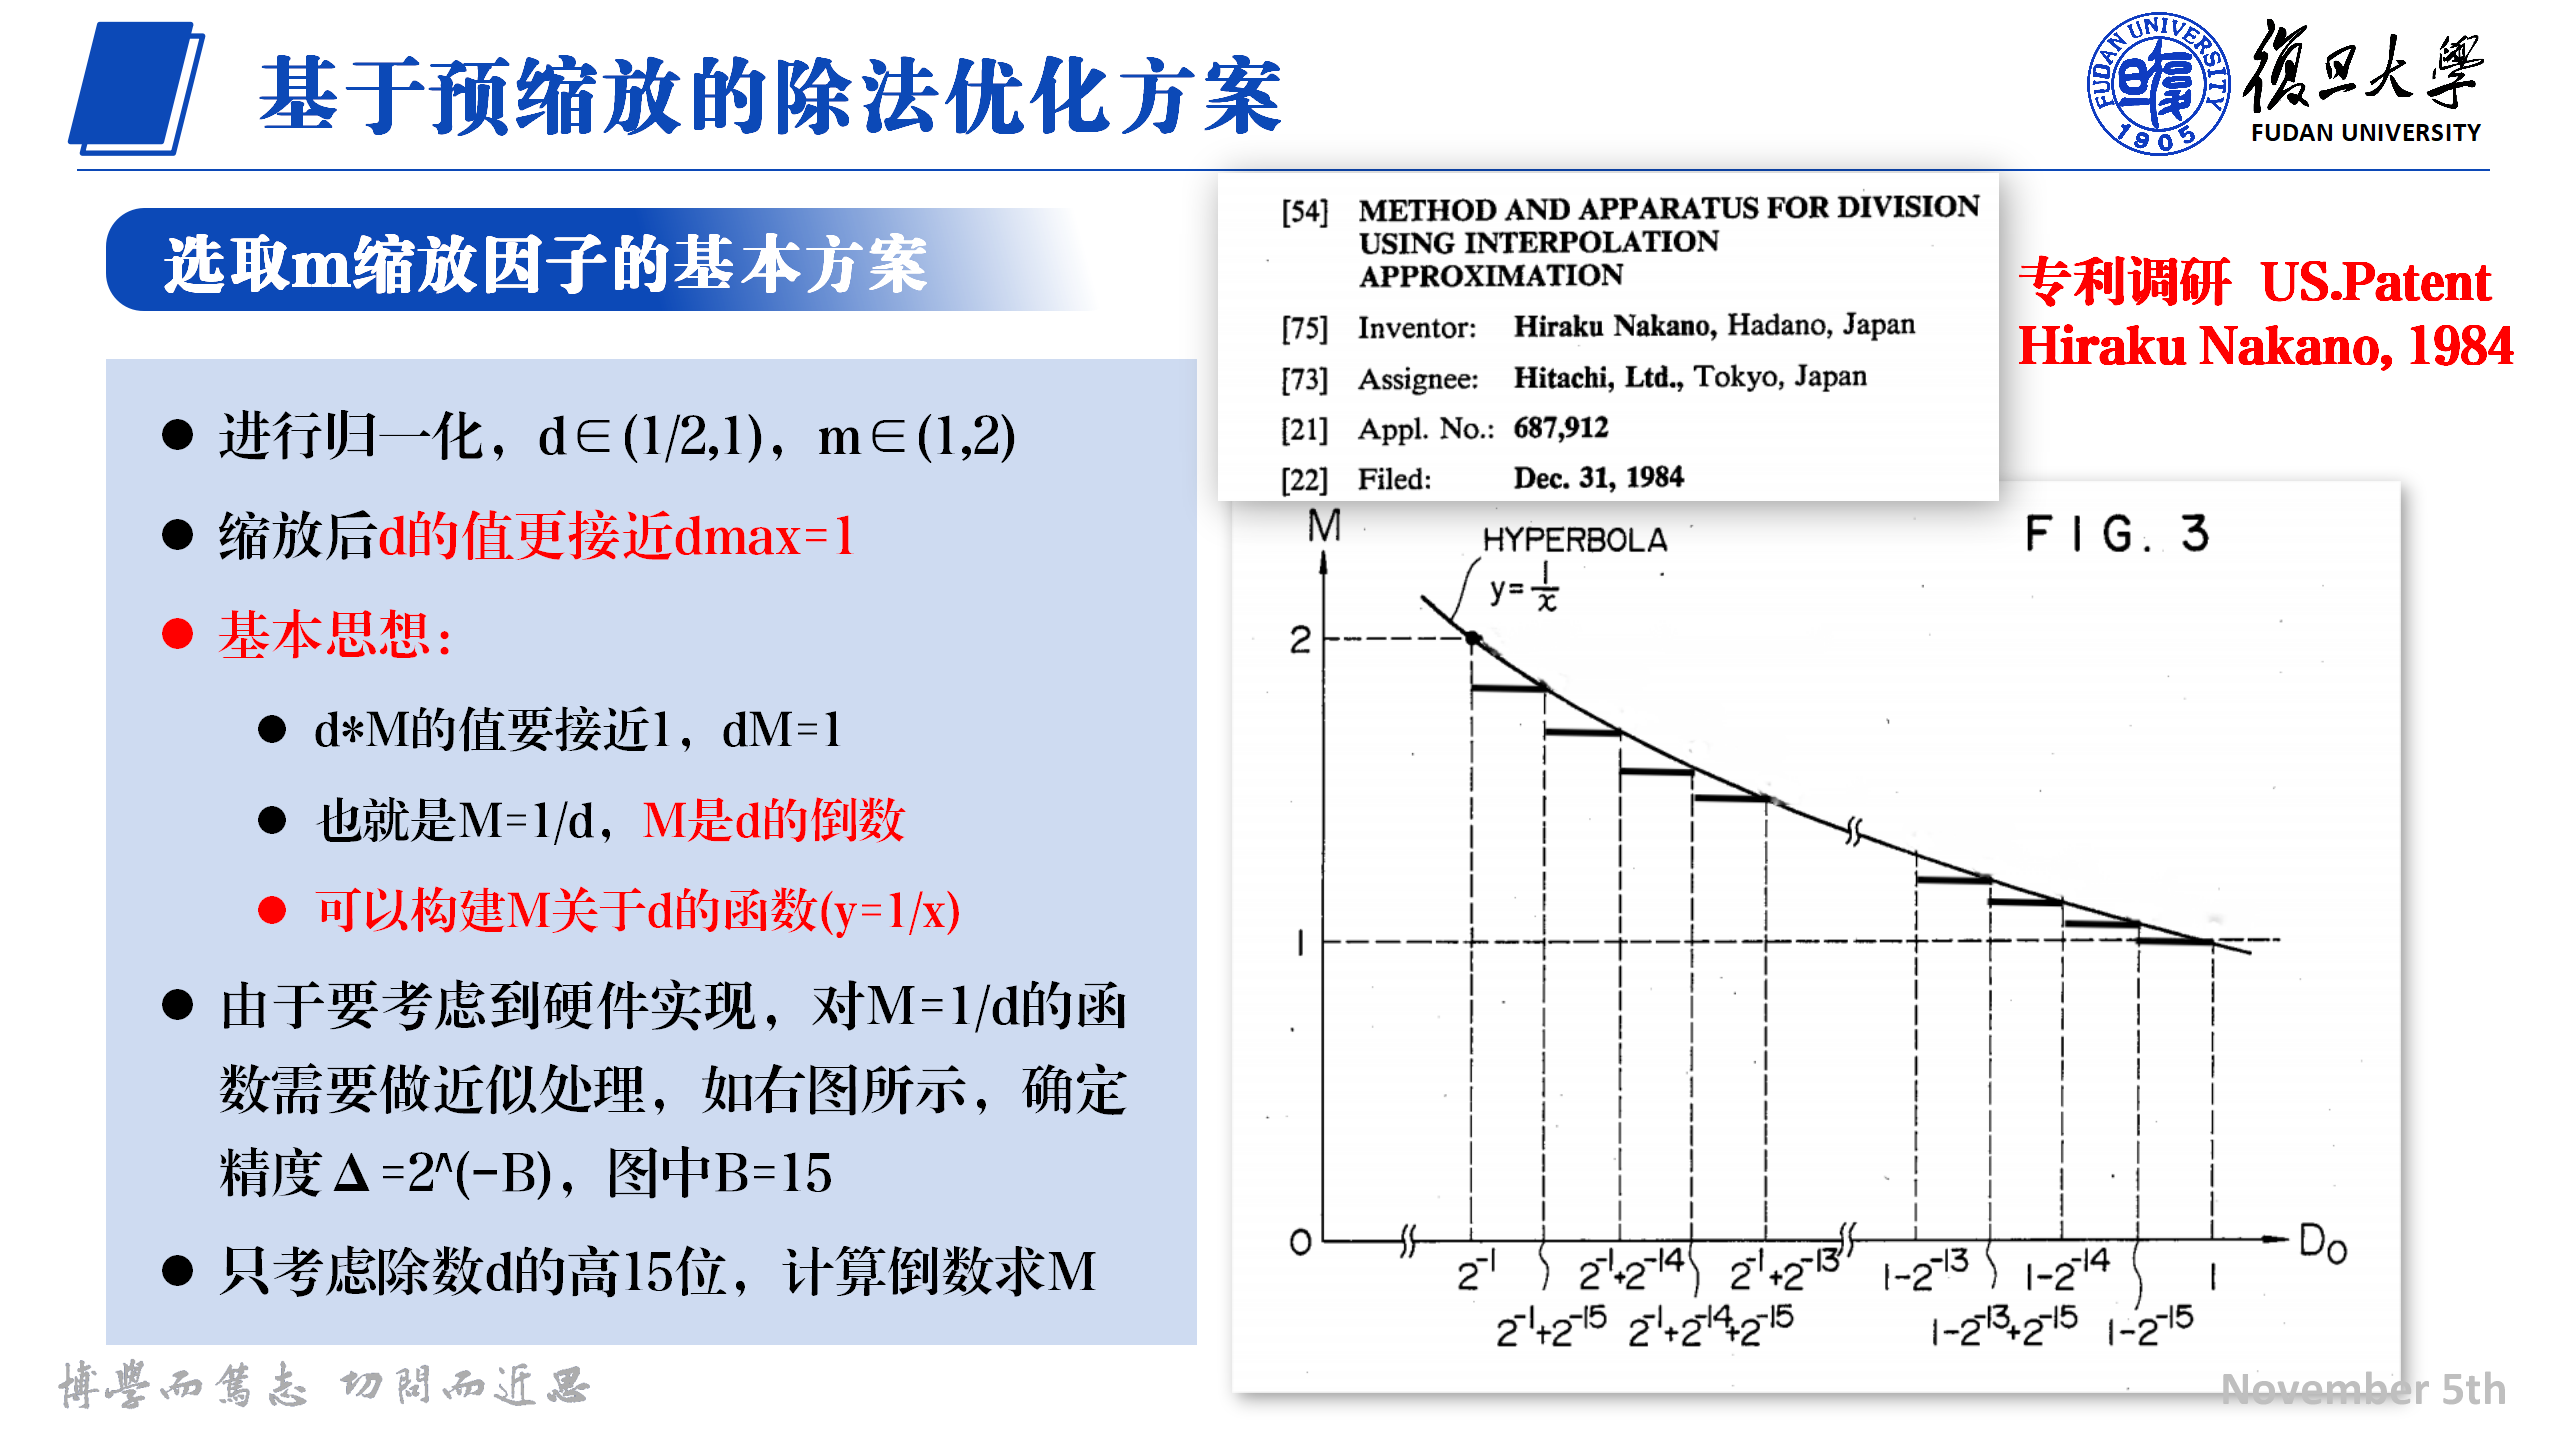 基于预缩放的除法优化方案
FUDAN UNIVERSITY
1905
復旦大學
FUDAN UNIVERSITY
选取m缩放因子的基本方案
进行归一化，d∈(1/2,1)，m∈(1,2)
缩放后d的值更接近dmax=1
基本思想：
d*M的值要接近1，dM=1
也就是M=1/d，M是d的倒数
可以构建M关于d的函数(y=1/x)
由于要考虑到硬件实现，对M=1/d的函
数需要做近似处理，如右图所示，确定
精度Δ=2^(-B)，图中B=15
只考虑除数d的高15位，计算倒数求M
[54] METHOD AND APPARATUS FOR DIVISION
USING INTERPOLATION
APPROXIMATION
[75] Inventor: Hiraku Nakano, Hadano, Japan
[73] Assignee: Hitachi, Ltd., Tokyo, Japan
[21] Appl. No.: 687,912
[22] Filed: Dec. 31, 1984
专利调研 US.Patent
Hiraku Nakano, 1984
FIG. 3
M
HYPERBOLA
y=1/x
2
1
0
D₀
2⁻¹ 2⁻¹+2⁻¹⁴ 2⁻¹+2⁻¹³ 1-2⁻¹³ 1-2⁻¹⁴ 1
2⁻¹+2⁻¹⁵ 2⁻¹+2⁻¹⁴+2⁻¹⁵ 1-2⁻¹³+2⁻¹⁵ 1-2⁻¹⁵
博學而篤志 切問而近思
November 5th